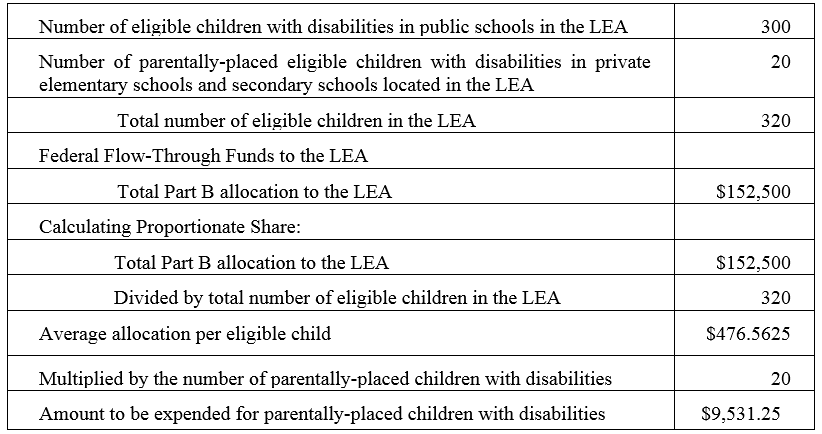 Number of eligible children with disabilities in public schools in the LEA 300
Number of parentally-placed eligible children with disabilities in private 20
elementary schools and secondary schools located in the LEA
Total number of eligible children in the LEA 320
Federal Flow-Through Funds to the LEA
Total Part B allocation to the LEA $152,500
Calculating Proportionate Share:
Total Part B allocation to the LEA $152,500
Divided by total number of eligible children in the LEA 320
Average allocation per eligible child $476.5625
Multiplied by the number of parentally-placed children with disabilities 20
Amount to be expended for parentally-placed children with disabilities $9,531.25